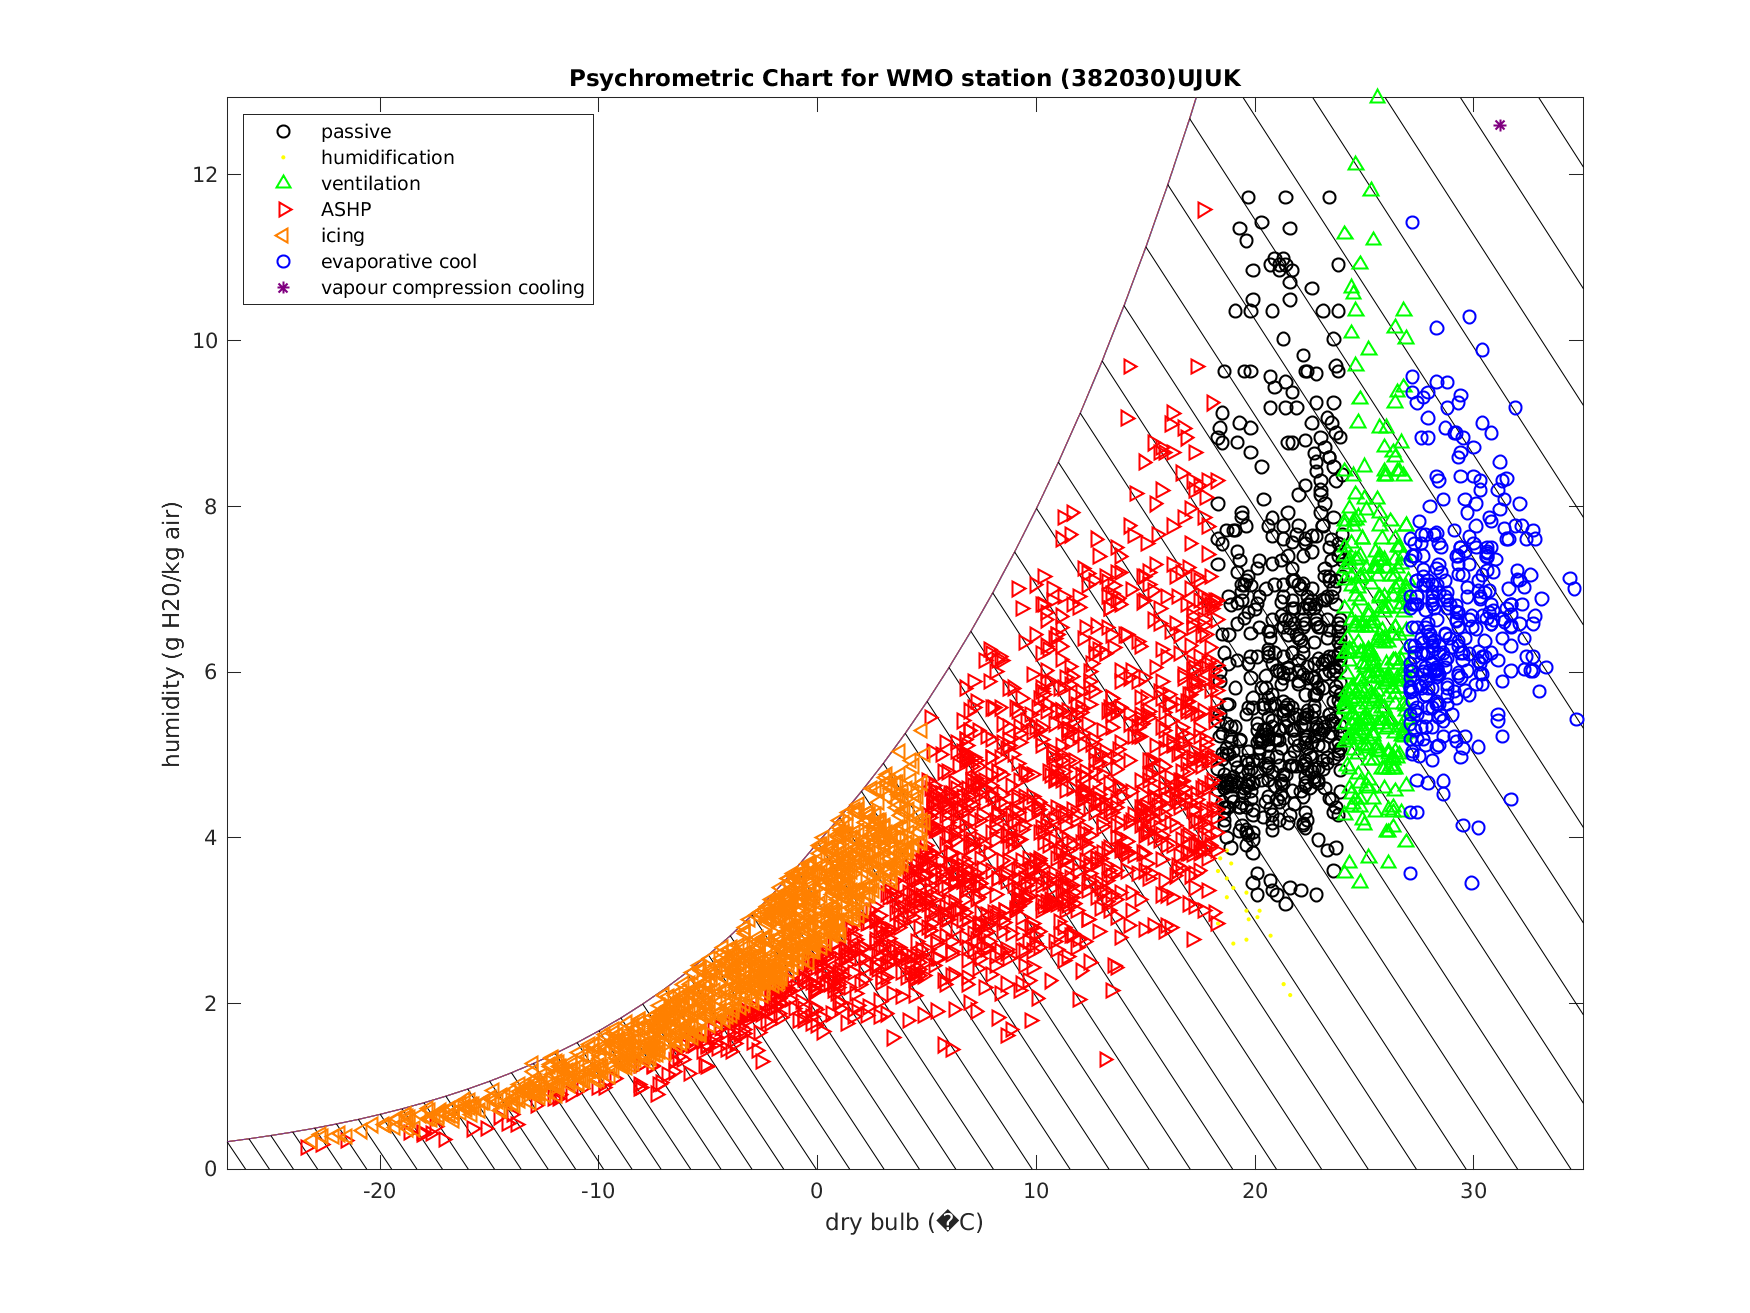 Psychrometric Chart for WMO station (382030)UJUK
passive
humidification
ventilation
ASHP
icing
evaporative cool
vapour compression cooling
12
10
8
6
4
2
0
humidity (g H20/kg air)
-20
-10
0
10
20
30
dry bulb (�C)